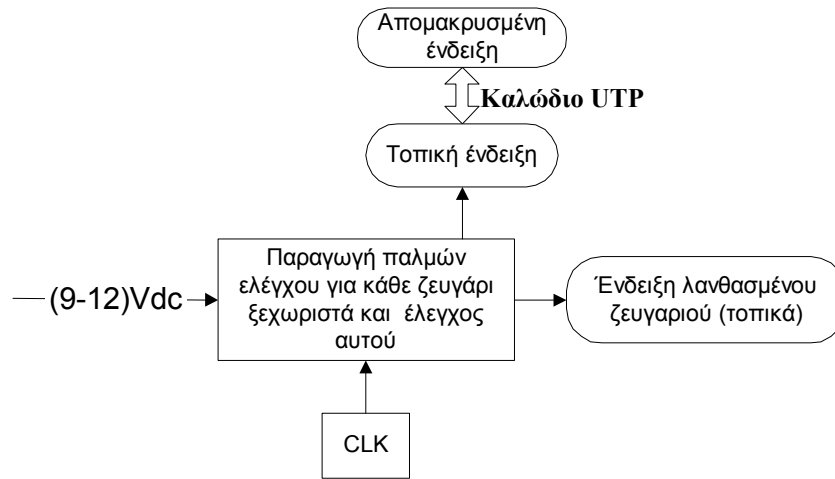 Απομακρυσμένη
ένδειξη
Καλώδιο UTP
Τοπική ένδειξη
(9-12)Vdc
Παραγωγή παλμών
ελέγχου για κάθε ζευγάρι
ξεχωριστά και έλεγχος
αυτού
Ένδειξη λανθασμένου
ζευγαριού (τοπικά)
CLK